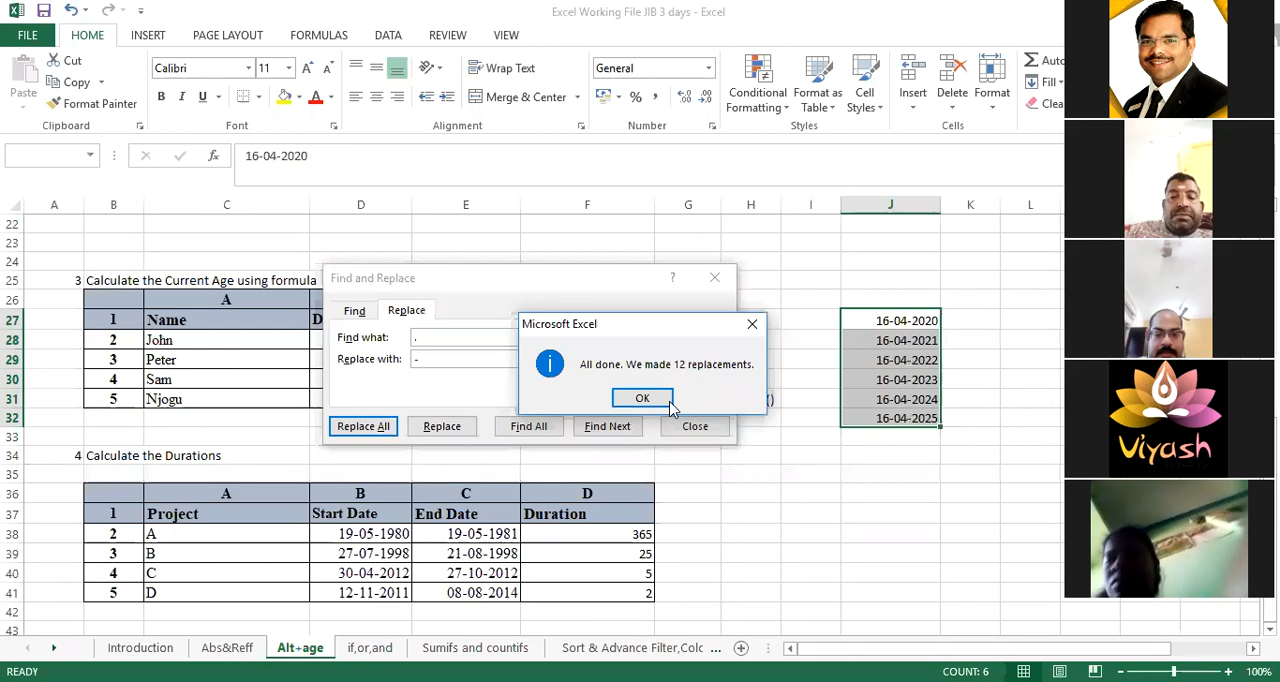 Excel Working File JIB 3 days - Excel
FILE HOME INSERT PAGE LAYOUT FORMULAS DATA REVIEW VIEW
Paste
Cut
Copy
Format Painter
Calibri 11
B I U
Wrap Text
Merge & Center
General
Conditional
Formatting
Format as
Table
Cell
Styles
Insert Delete Format
Auto
Fill
Clea
Clipboard Font Alignment Number Styles Cells
16-04-2020
A B C D E F G H I J K L
22
23
24
25 3 Calculate the Current Age using formula
26 A
27 1 Name D 16-04-2020
28 2 John 16-04-2021
29 3 Peter 16-04-2022
30 4 Sam 16-04-2023
31 5 Njogu () 16-04-2024
32 16-04-2025
33
34 4 Calculate the Durations
35
36 A B C D
37 1 Project Start Date End Date Duration
38 2 A 19-05-1980 19-05-1981 365
39 3 B 27-07-1998 21-08-1998 25
40 4 C 30-04-2012 27-10-2012 5
41 5 D 12-11-2011 08-08-2014 2
42
43
Find and Replace ?
Find Replace
Find what: .
Replace with: -
Replace All Replace Find All Find Next Close
Microsoft Excel
All done. We made 12 replacements.
OK
Introduction Abs&Reff Alt+age if,or,and Sumifs and countifs Sort & Advance Filter,Colc ...
READY COUNT: 6 100%
Viyash